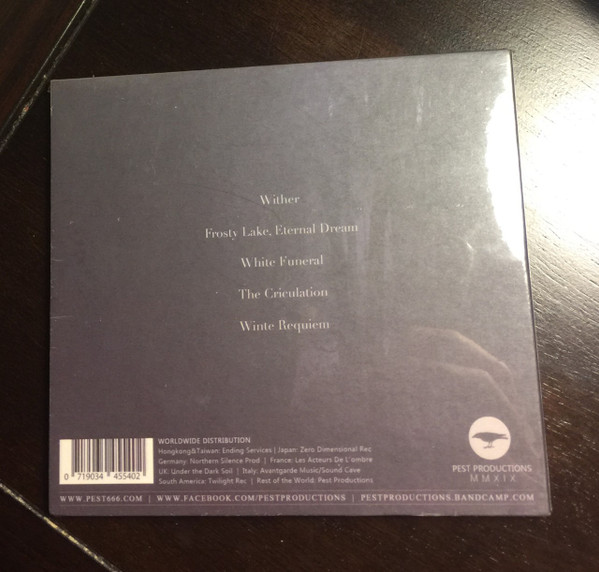 Wither
Frosty Lake, Eternal Dream
White Funeral
The Criculation
Winte Requiem
WORLDWIDE DISTRIBUTION
Hongkong&Taiwan: Ending Services | Japan: Zero Dimensional Rec
Germany: Northern Silence Prod | France: Les Acteurs De L'ombre
UK: Under the Dark Soil | Italy: Avantgarde Music/Sound Cave
South America: Twilight Rec | Rest of the World: Pest Productions
0 719034 455402
PEST PRODUCTIONS
MMXIX
WWW.PEST666.COM | WWW.FACEBOOK.COM/PESTPRODUCTIONS | PESTPRODUCTIONS.BANDCAMP.COM